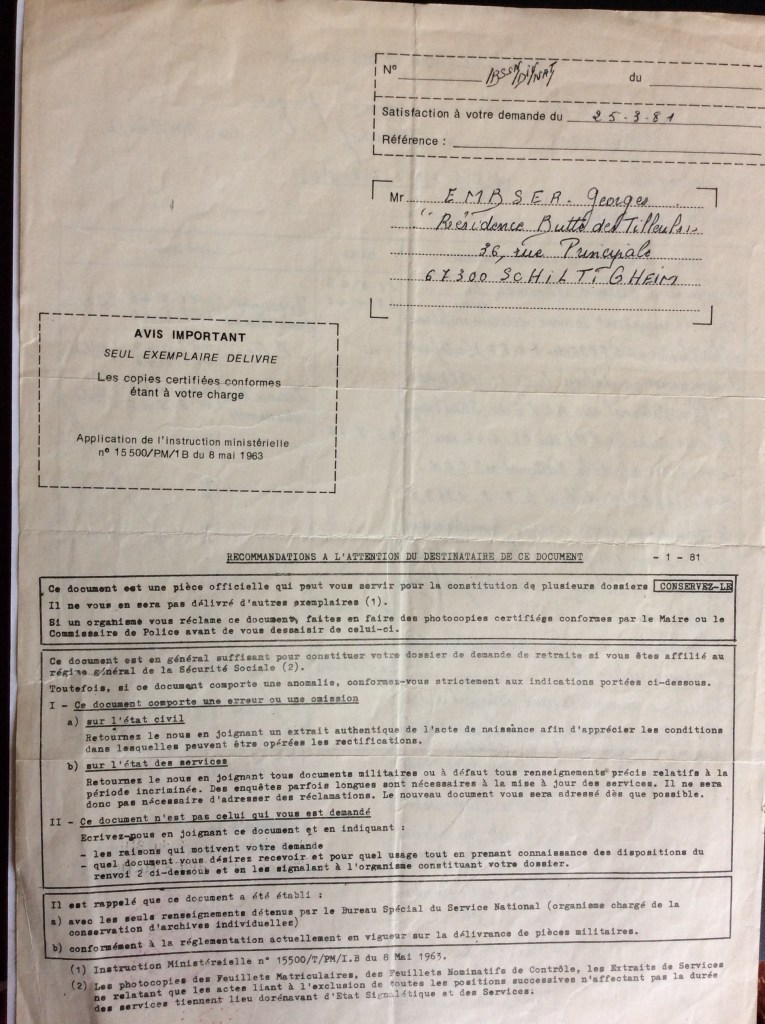 N° BSSN/DI/NAT du
Satisfaction à votre demande du 25-3-81
Référence :
Mr EMBSER Georges
"Résidence Butte des Tilleuls"
36, rue Principale
67300 SCHILTIGHEIM
AVIS IMPORTANT
SEUL EXEMPLAIRE DELIVRE
Les copies certifiées conformes
étant à votre charge
Application de l'instruction ministérielle
n° 15500/PM/1B du 8 mai 1963
RECOMMANDATIONS A L'ATTENTION DU DESTINATAIRE DE CE DOCUMENT - 1 - 81
Ce document est une pièce officielle qui peut vous servir pour la constitution de plusieurs dossiers CONSERVEZ-LE
Il ne vous en sera pas délivré d'autres exemplaires (1).
Si un organisme vous réclame ce document, faites en faire des photocopies certifiées conformes par le Maire ou le
Commissaire de Police avant de vous dessaisir de celui-ci.
Ce document est en général suffisant pour constituer votre dossier de demande de retraite si vous êtes affilié au
régime général de la Sécurité Sociale (2).
Toutefois, si ce document comporte une anomalie, conformez-vous strictement aux indications portées ci-dessous.
I - Ce document comporte une erreur ou une omission
a) sur l'état civil
Retournez le nous en joignant un extrait authentique de l'acte de naissance afin d'apprécier les conditions
dans lesquelles peuvent être opérées les rectifications.
b) sur l'état des services
Retournez le nous en joignant tous documents militaires ou à défaut tous renseignements précis relatifs à la
période incriminée. Des enquêtes parfois longues sont nécessaires à la mise à jour des services. Il ne sera
donc pas nécessaire d'adresser des réclamations. Le nouveau document vous sera adressé dès que possible.
II - Ce document n'est pas celui qui vous est demandé
Ecrivez-nous en joignant ce document et en indiquant :
- les raisons qui motivent votre demande
- quel document vous désirez recevoir et pour quel usage tout en prenant connaissance des dispositions du
renvoi 2 ci-dessous et en les signalant à l'organisme constituant votre dossier.
Il est rappelé que ce document a été établi :
a) avec les seuls renseignements détenus par le Bureau Spécial du Service National (organisme chargé de la
conservation d'archives individuelles)
b) conformément à la réglementation actuellement en vigueur sur la délivrance de pièces militaires.
(1) Instruction Ministéreielle n° 15500/T/PM/I.B du 8 Mai 1963.
(2) Les photocopies des Feuillets Matriculaires, des Feuillets Nominatifs de Contrôle, les Extraits de Services
ne relatant que les actes liant à l'exclusion de toutes les positions successives n'affectant pas la durée
des services tiennent lieu dorénavant d'Etat Signalétique et des Services.